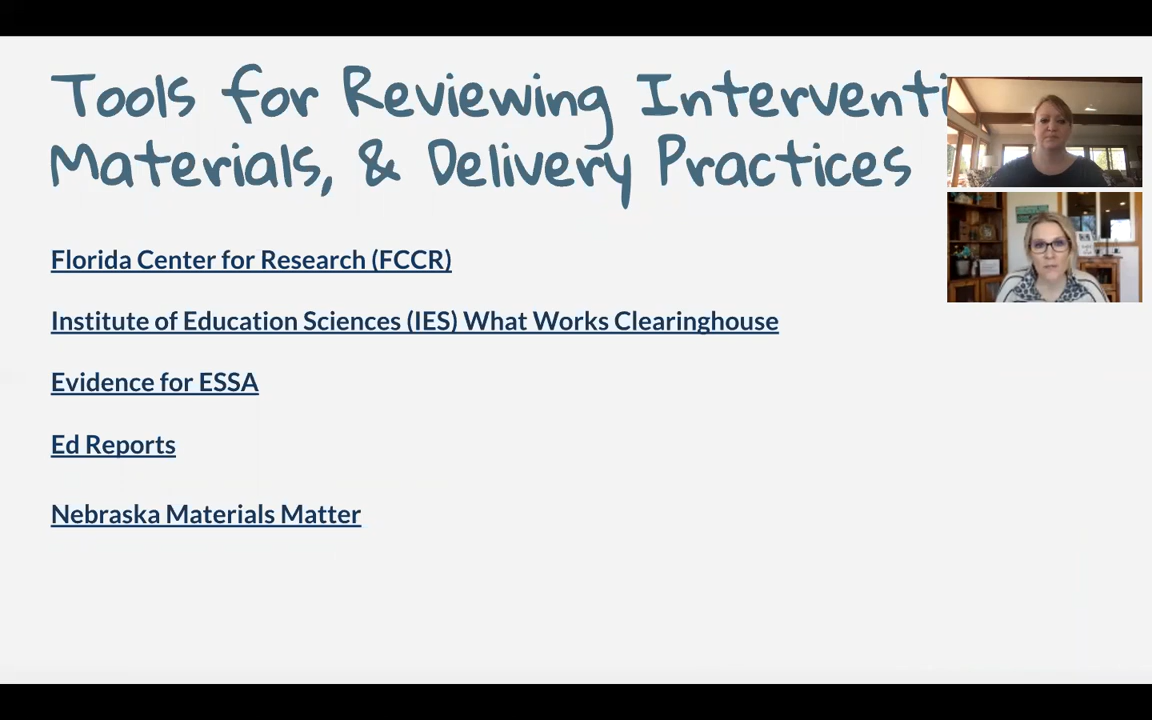 Tools for Reviewing Interventi
Materials, & Delivery Practices
Florida Center for Research (FCCR)
Institute of Education Sciences (IES) What Works Clearinghouse
Evidence for ESSA
Ed Reports
Nebraska Materials Matter